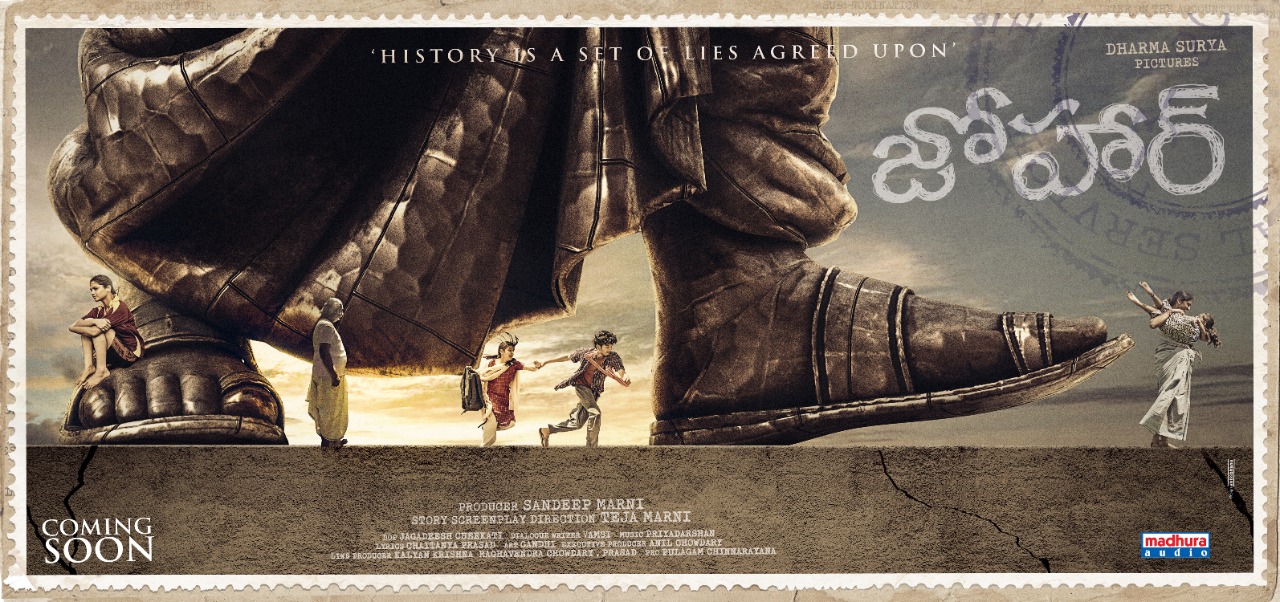 'HISTORY IS A SET OF LIES AGREED UPON'
DHARMA SURYA
PICTURES
జోహార్
PRODUCER SANDEEP MARNI
STORY SCREENPLAY DIRECTION TEJA MARNI
DOP JAGADEESH CHEEKATI DIALOGUE WRITER VAMSI MUSIC PRIYADARSHAN
LYRICS CHAITANYA PRASAD ART GANDHI EXECUTIVE PRODUCER ANIL CHOWDARY
LINE PRODUCER KALYAN KRISHNA, RAGHAVENDRA CHOWDARY, PRASAD PRO PULAGAM CHINNARAYANA
COMING
SOON
madhura
audio